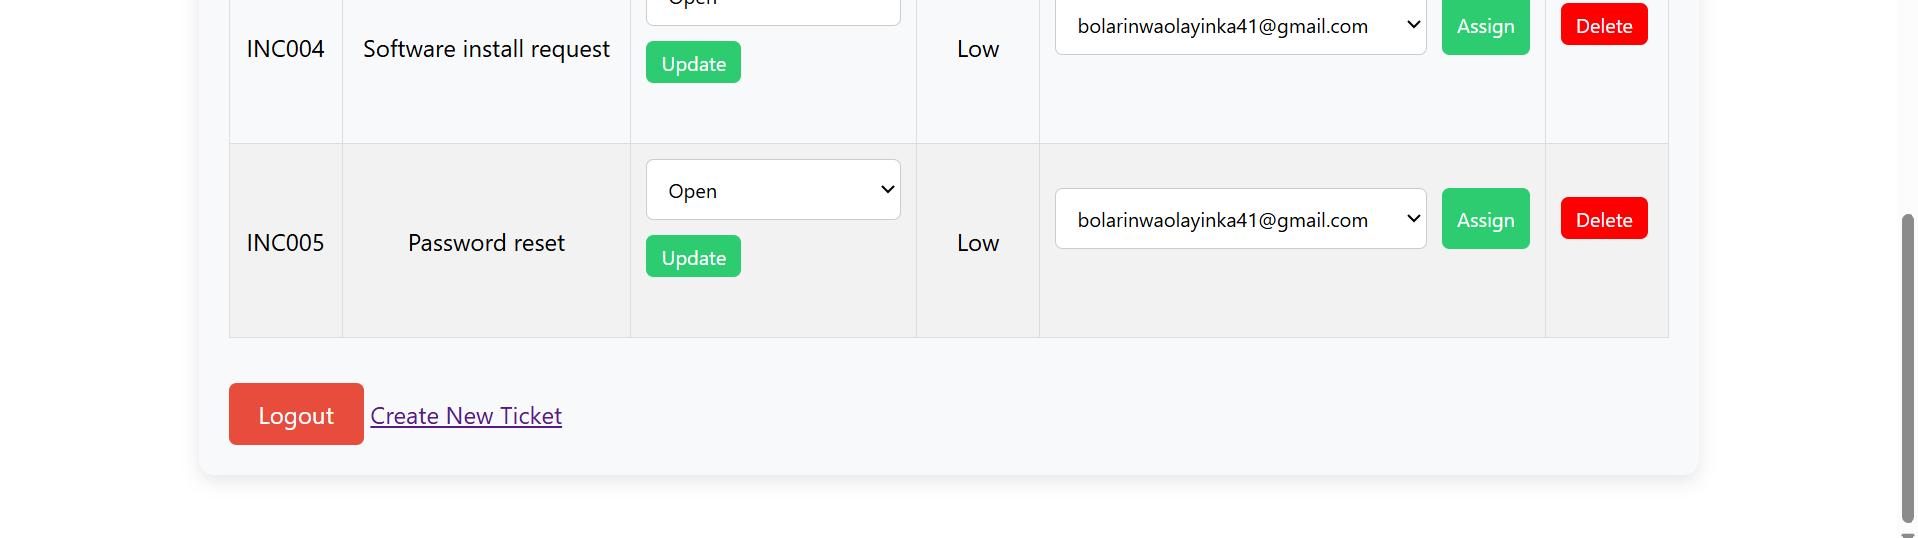 Open
INC004 Software install request Update Low bolarinwaolayinka41@gmail.com Assign Delete
Open
INC005 Password reset Update Low bolarinwaolayinka41@gmail.com Assign Delete
Logout Create New Ticket